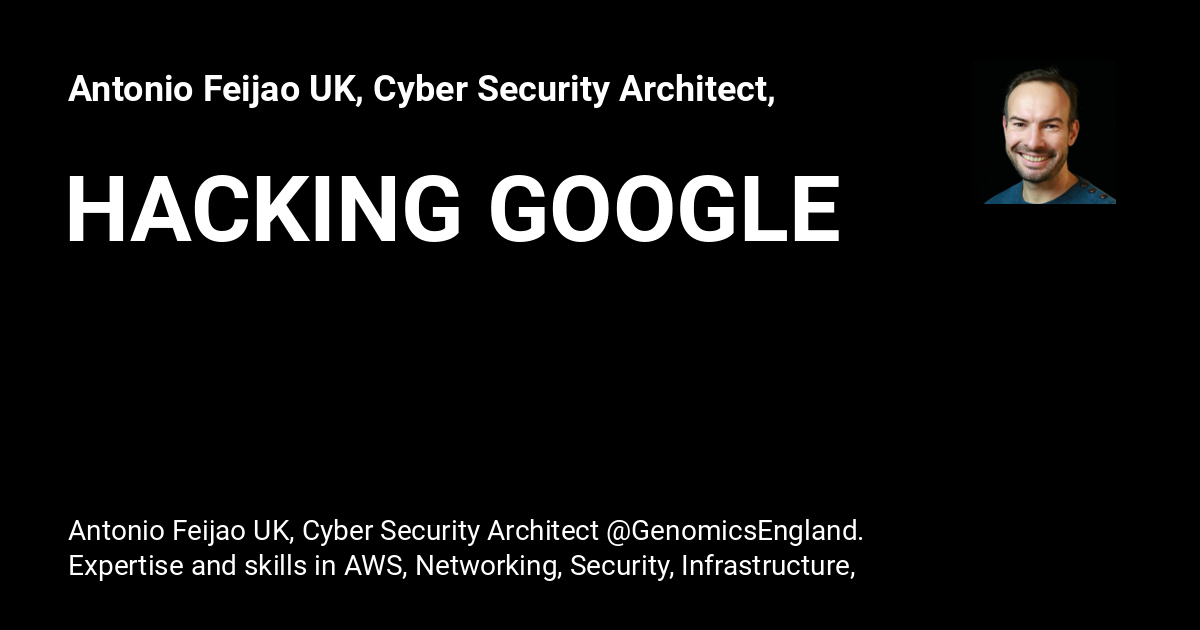 Antonio Feijao UK, Cyber Security Architect,
HACKING GOOGLE
Antonio Feijao UK, Cyber Security Architect @GenomicsEngland.
Expertise and skills in AWS, Networking, Security, Infrastructure,